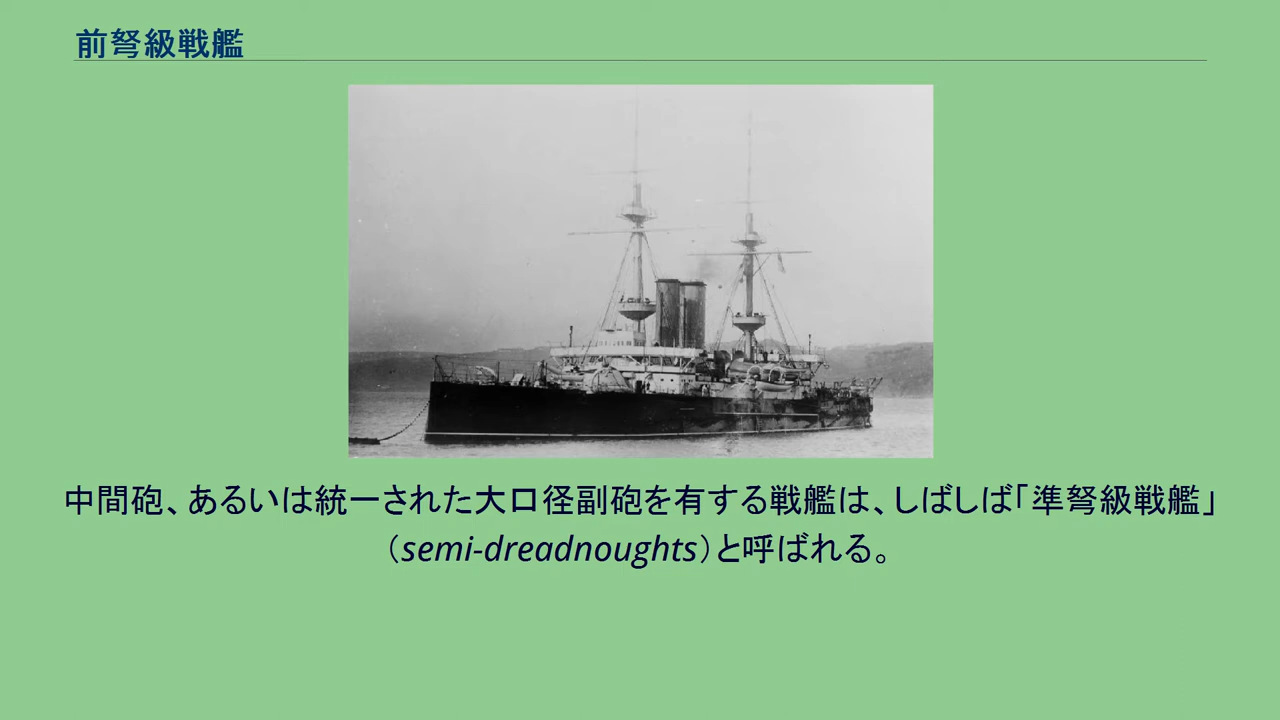 前弩級戦艦
中間砲、あるいは統一された大口径副砲を有する戦艦は、しばしば「準弩級戦艦」
（semi-dreadnoughts）と呼ばれる。